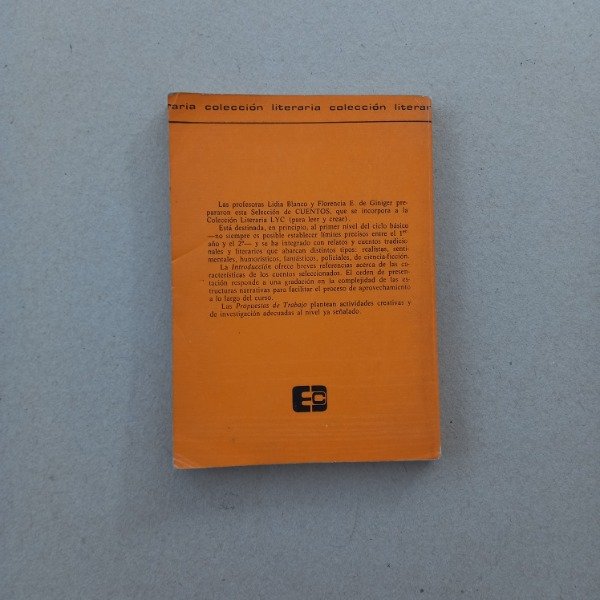 raria colección literaria colección literar
Las profesoras Lidia Blanco y Florencia E. de Giniger pre-
pararon esta Selección de CUENTOS, que se incorpora a la
Colección Literaria LYC (para leer y crear).
Está destinada, en principio, al primer nivel del ciclo básico
—no siempre es posible establecer límites precisos entre el 1er
año y el 2º— y se ha integrado con relatos y cuentos tradicio-
nales y literarios que abarcan distintos tipos: realistas, senti-
mentales, humorísticos, fantásticos, policiales, de ciencia-ficción.
La Introducción ofrece breves referencias acerca de las ca-
racterísticas de los cuentos seleccionados. El orden de presen-
tación responde a una gradación en la complejidad de las es-
tructuras narrativas para facilitar el proceso de aprovechamiento
a lo largo del curso.
Las Propuestas de Trabajo plantean actividades creativas y
de investigación adecuadas al nivel ya señalado.
EC